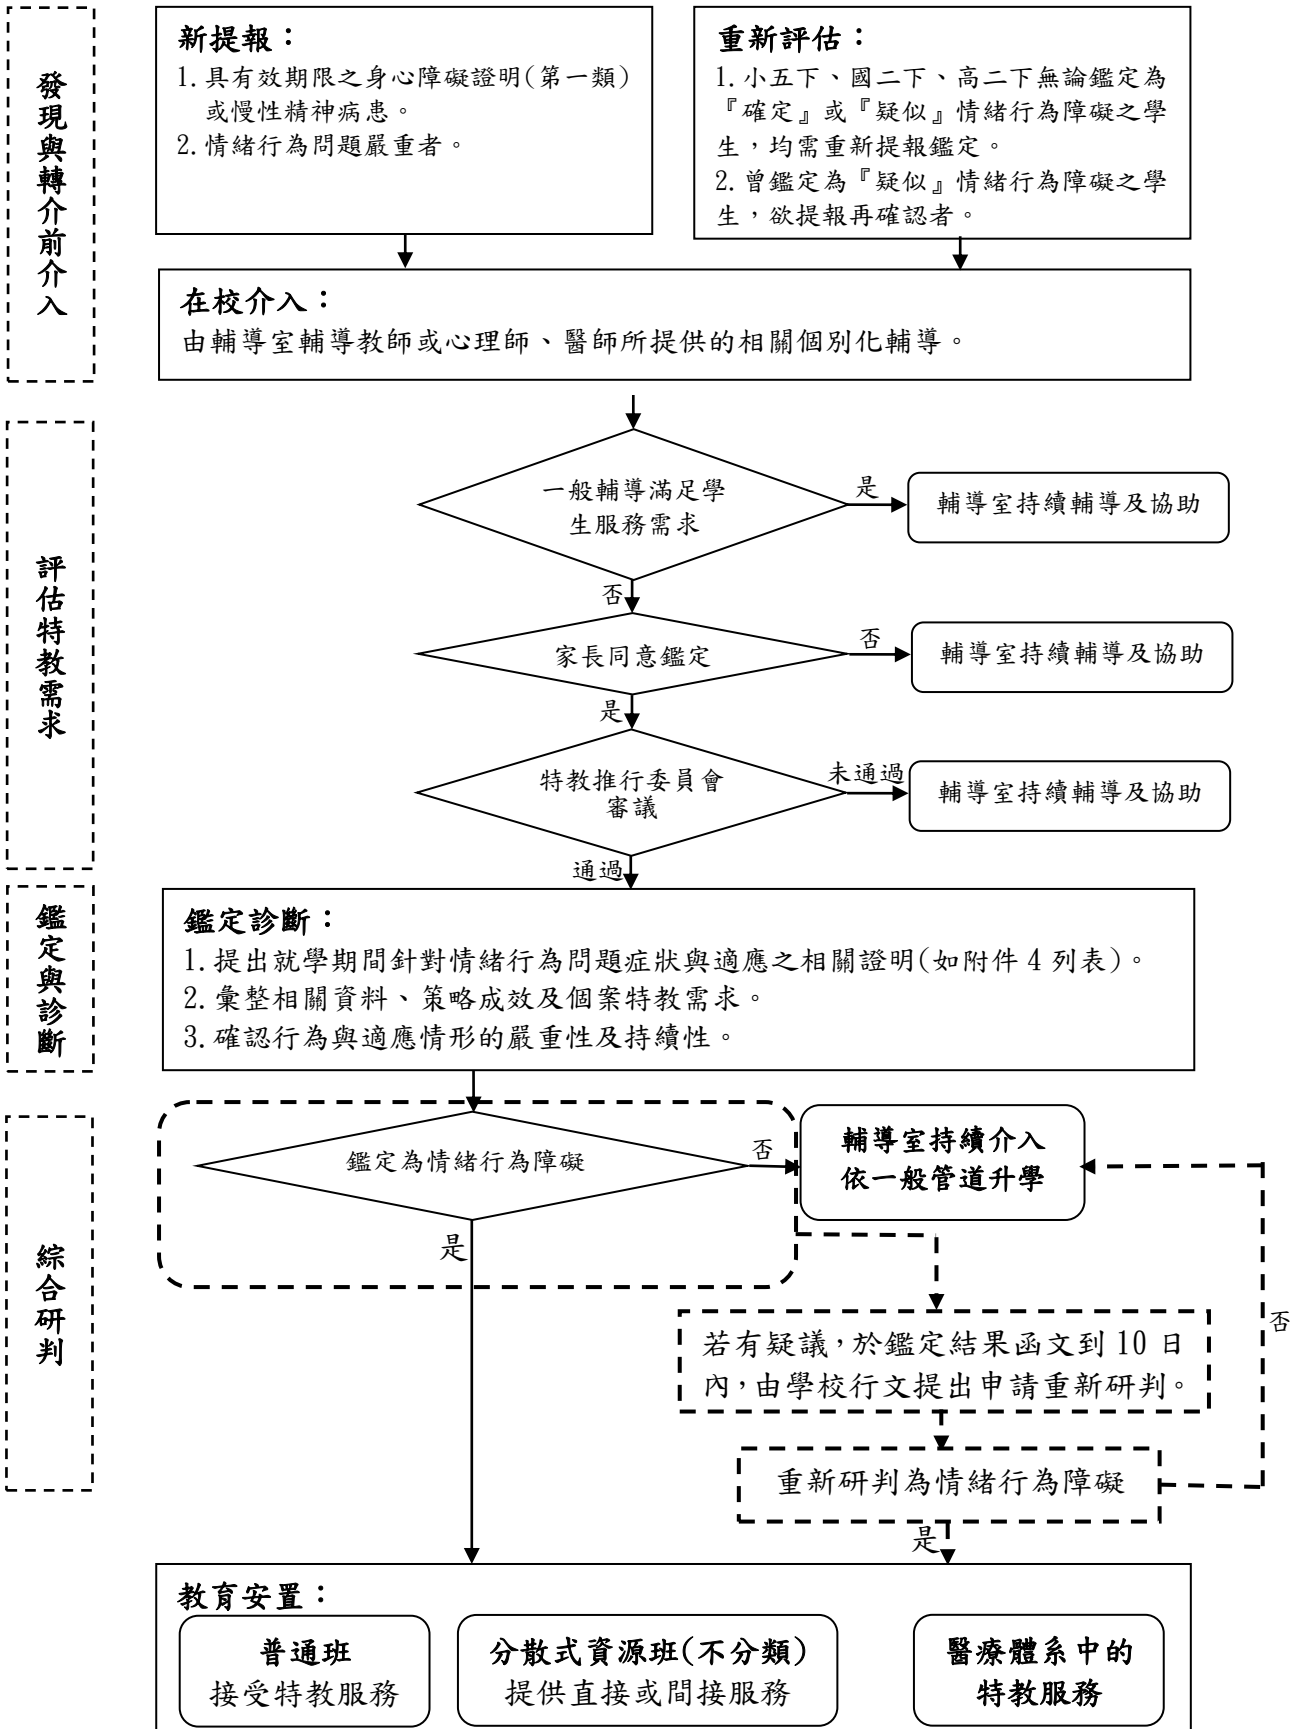 發現與轉介前介入
新提報：
1.具有效期限之身心障礙證明(第一類)
或慢性精神病患。
2.情緒行為問題嚴重者。
重新評估：
1.小五下、國二下、高二下無論鑑定為
『確定』或『疑似』情緒行為障礙之學
生，均需重新提報鑑定。
2.曾鑑定為『疑似』情緒行為障礙之學
生，欲提報再確認者。
在校介入：
由輔導室輔導教師或心理師、醫師所提供的相關個別化輔導。
評估特教需求
一般輔導滿足學
生服務需求
是
輔導室持續輔導及協助
否
家長同意鑑定
否
輔導室持續輔導及協助
是
特教推行委員會
審議
未通過
輔導室持續輔導及協助
通過
鑑定與診斷
鑑定診斷：
1.提出就學期間針對情緒行為問題症狀與適應之相關證明(如附件 4 列表)。
2.彙整相關資料、策略成效及個案特教需求。
3.確認行為與適應情形的嚴重性及持續性。
綜合研判
鑑定為情緒行為障礙
否
輔導室持續介入
依一般管道升學
是
若有疑議，於鑑定結果函文到 10 日
內，由學校行文提出申請重新研判。
否
重新研判為情緒行為障礙
是
教育安置：
普通班
接受特教服務
分散式資源班(不分類)
提供直接或間接服務
醫療體系中的
特教服務